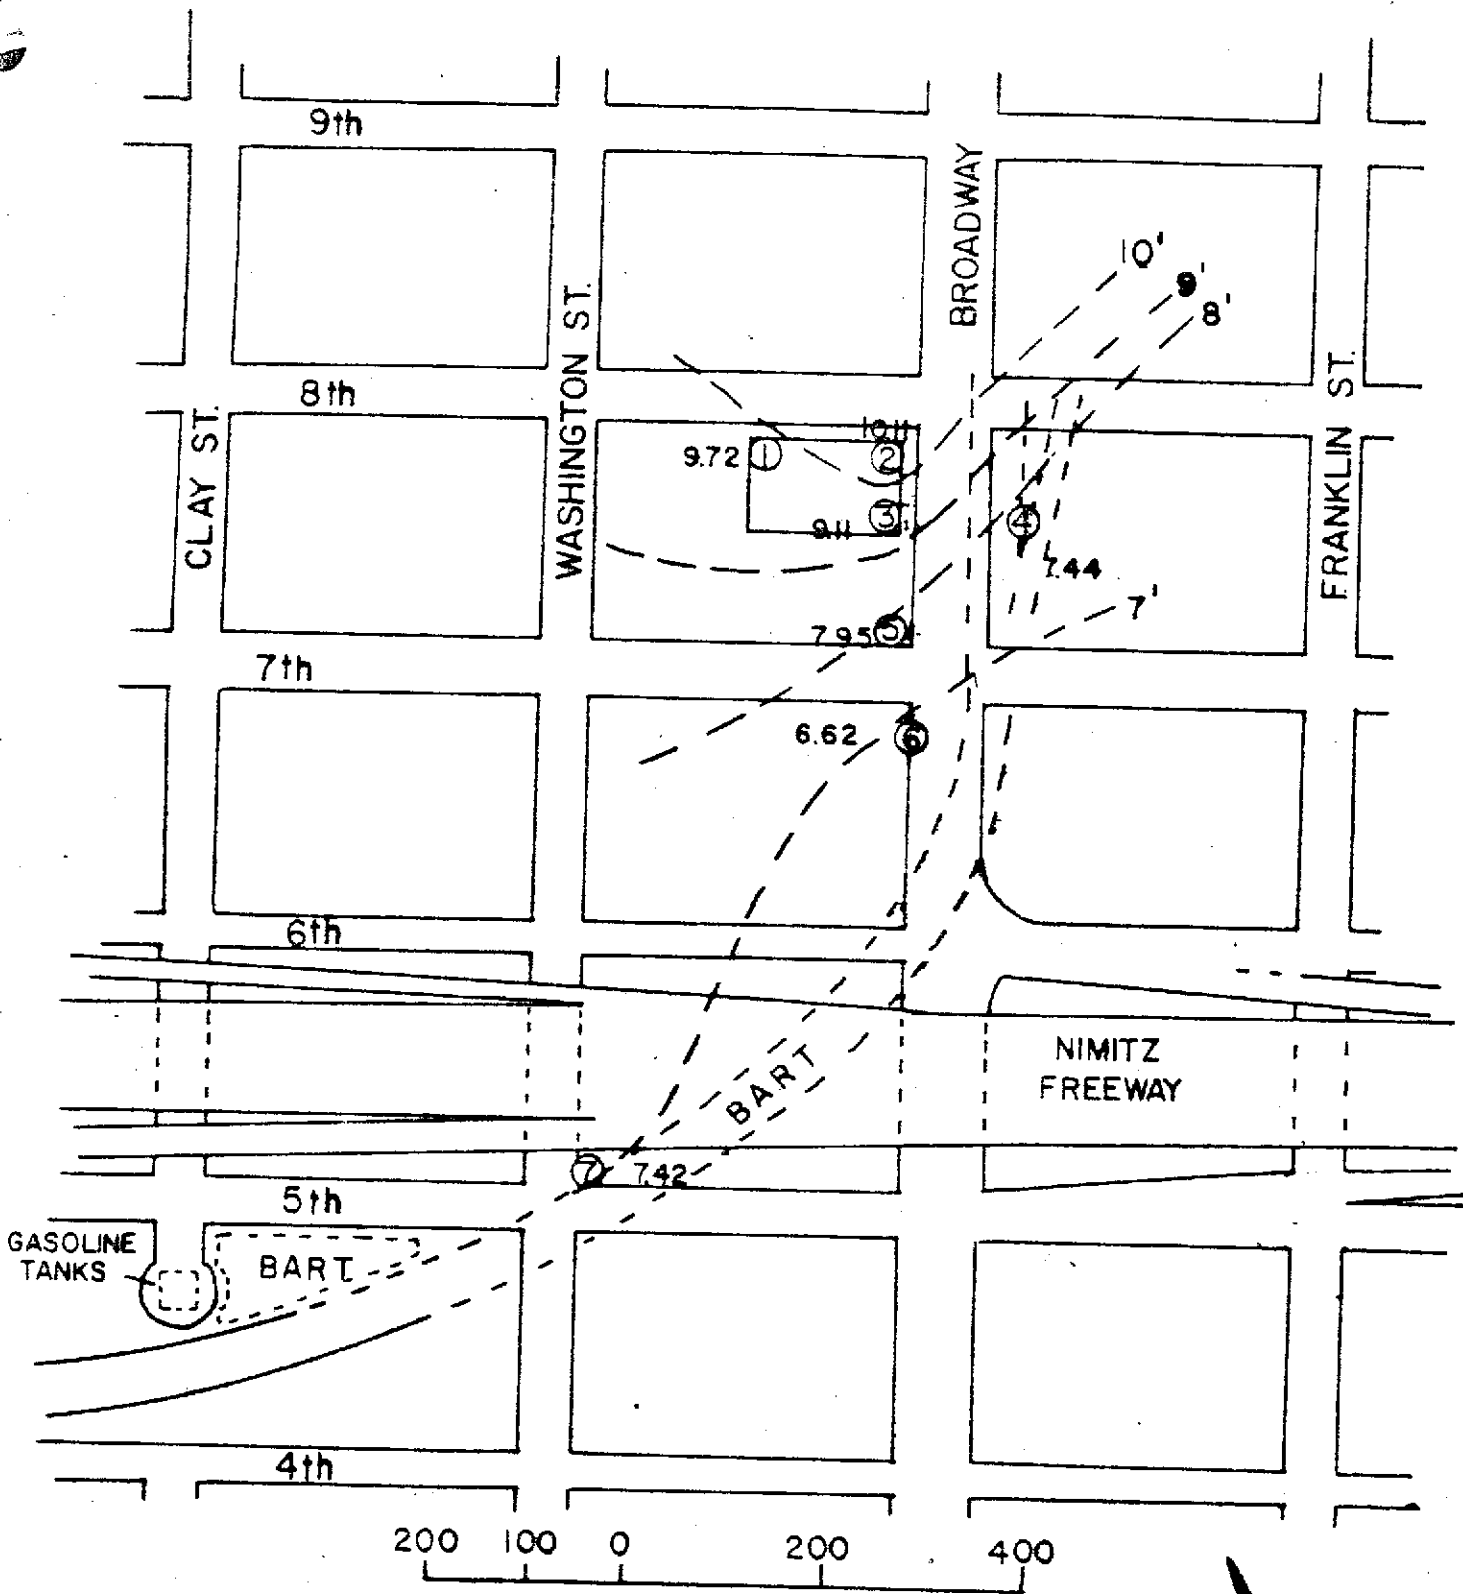 9th
BROADWAY
10'
9'
8'
WASHINGTON ST.
8th
FRANKLIN ST.
CLAY ST.
10.11
9.72 1 2
3
9.11
4
7.44
7'
7.95 5
7th
6.62 6
6th
NIMITZ
FREEWAY
BART
7 7.42
5th
GASOLINE
TANKS
BART
4th
200 100 0 200 400